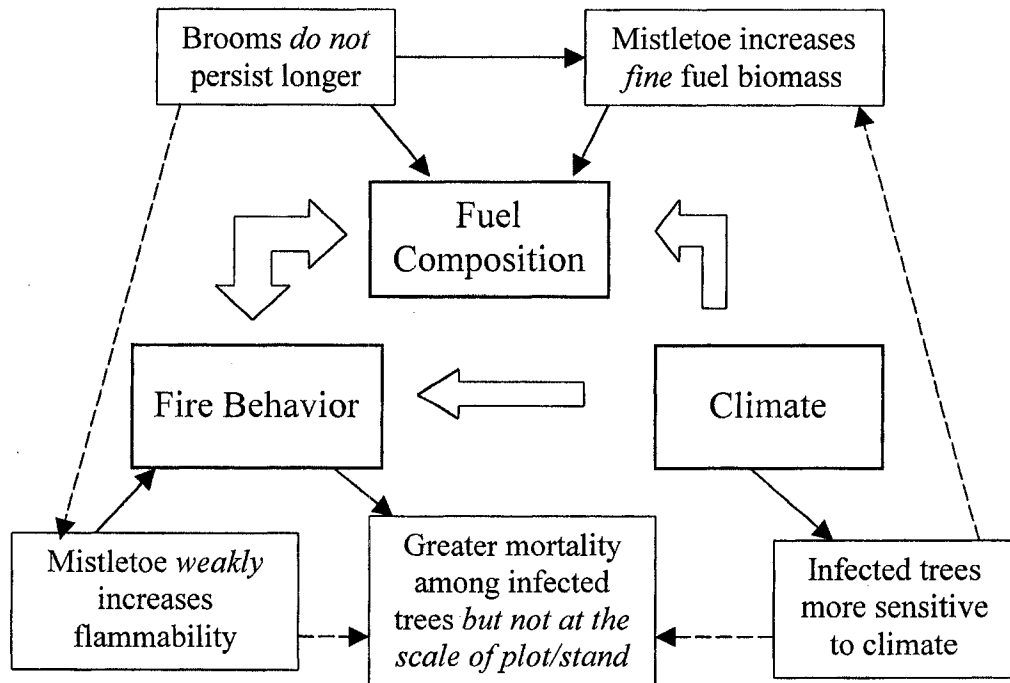 Brooms do not
persist longer
Mistletoe increases
fine fuel biomass
Fuel
Composition
Fire Behavior
Climate
Mistletoe weakly
increases
flammability
Greater mortality
among infected
trees but not at the
scale of plot/stand
Infected trees
more sensitive
to climate